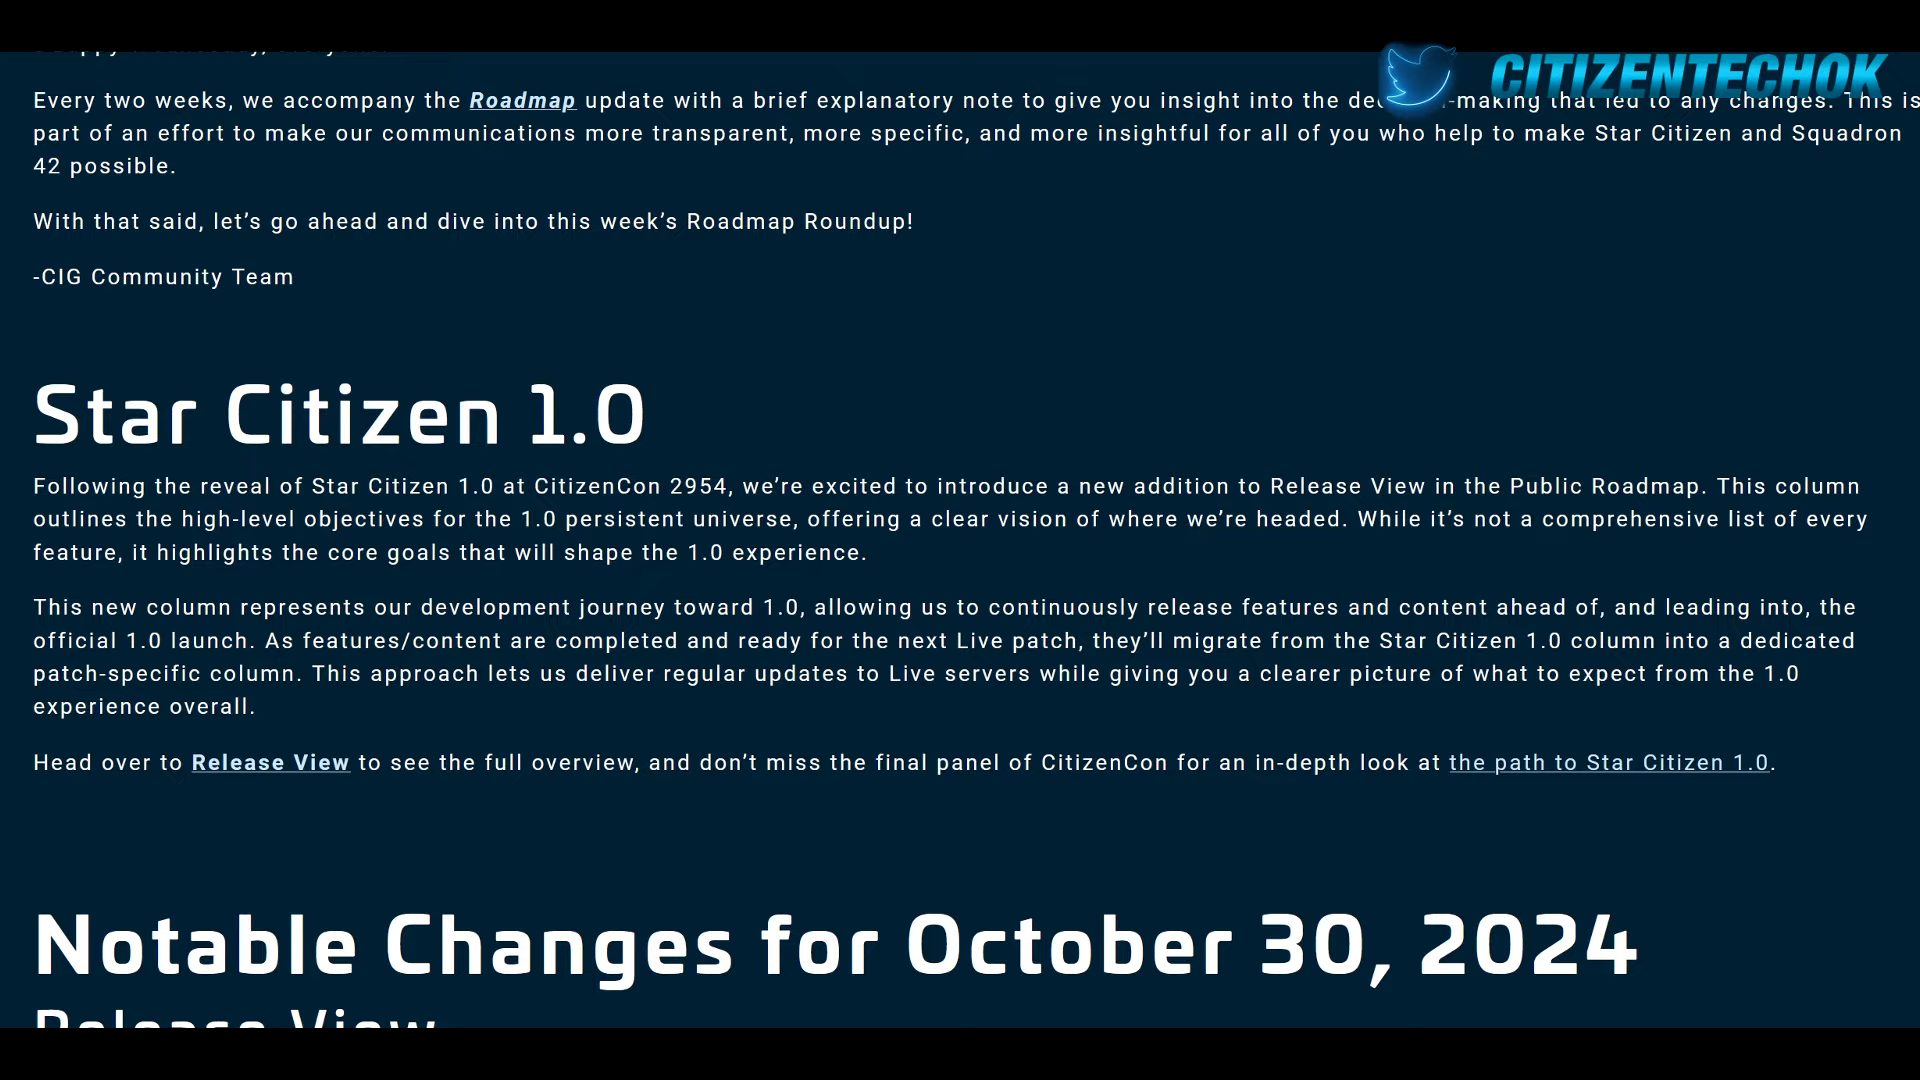 CITIZENTECHOK
Every two weeks, we accompany the Roadmap update with a brief explanatory note to give you insight into the -making that led to any changes. This is
part of an effort to make our communications more transparent, more specific, and more insightful for all of you who help to make Star Citizen and Squadron
42 possible.
With that said, let’s go ahead and dive into this week’s Roadmap Roundup!
-CIG Community Team
Star Citizen 1.0
Following the reveal of Star Citizen 1.0 at CitizenCon 2954, we’re excited to introduce a new addition to Release View in the Public Roadmap. This column
outlines the high-level objectives for the 1.0 persistent universe, offering a clear vision of where we’re headed. While it’s not a comprehensive list of every
feature, it highlights the core goals that will shape the 1.0 experience.
This new column represents our development journey toward 1.0, allowing us to continuously release features and content ahead of, and leading into, the
official 1.0 launch. As features/content are completed and ready for the next Live patch, they’ll migrate from the Star Citizen 1.0 column into a dedicated
patch-specific column. This approach lets us deliver regular updates to Live servers while giving you a clearer picture of what to expect from the 1.0
experience overall.
Head over to Release View to see the full overview, and don’t miss the final panel of CitizenCon for an in-depth look at the path to Star Citizen 1.0.
Notable Changes for October 30, 2024
Release View